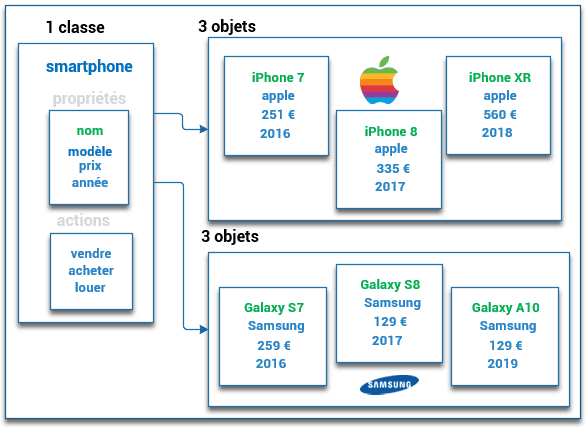 1 classe
smartphone
propriétés
nom
modèle
prix
année
actions
vendre
acheter
louer
3 objets
iPhone 7
apple
251 €
2016
iPhone 8
apple
335 €
2017
iPhone XR
apple
560 €
2018
3 objets
Galaxy S7
Samsung
259 €
2016
Galaxy S8
Samsung
129 €
2017
SAMSUNG
Galaxy A10
Samsung
129 €
2019